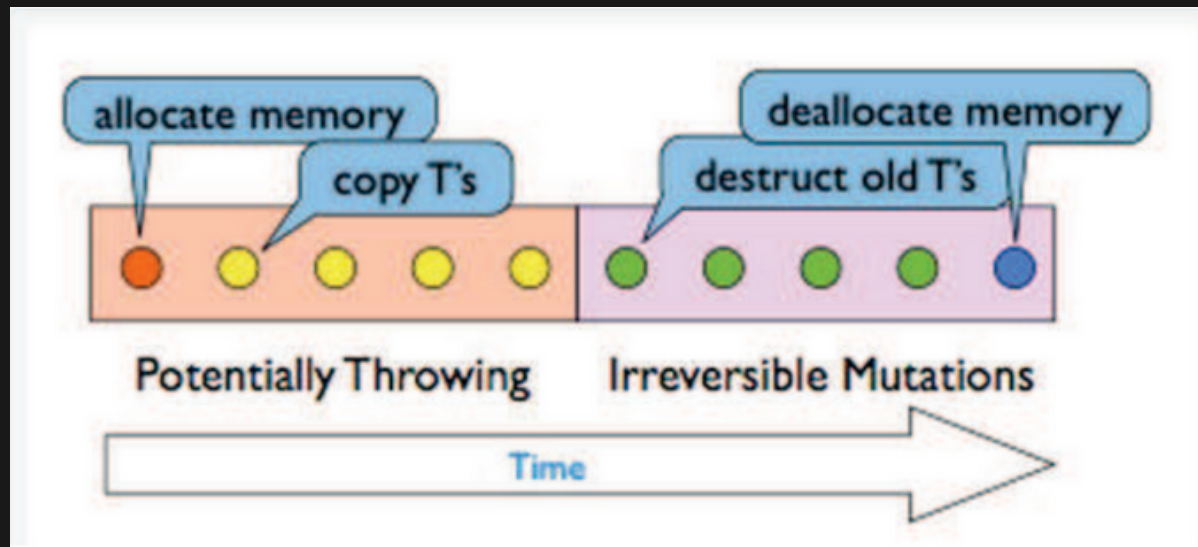 allocate memory
copy T's
deallocate memory
destruct old T's
Potentially Throwing
Irreversible Mutations
Time